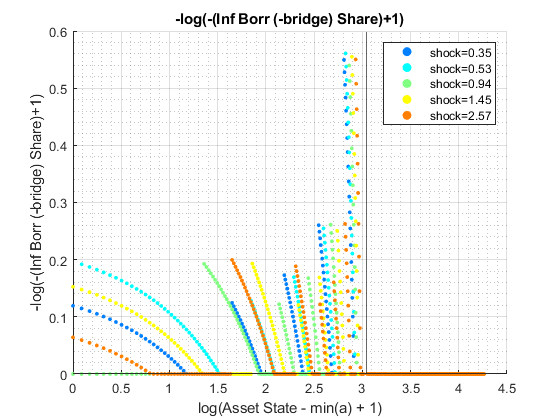 -log(-(Inf Borr (-bridge) Share)+1)
0.6
0.5
0.4
0.3
0.2
0.1
0
-log(-(Inf Borr (-bridge) Share)+1)
shock=0.35
shock=0.53
shock=0.94
shock=1.45
shock=2.57
0 0.5 1 1.5 2 2.5 3 3.5 4 4.5
log(Asset State - min(a) + 1)